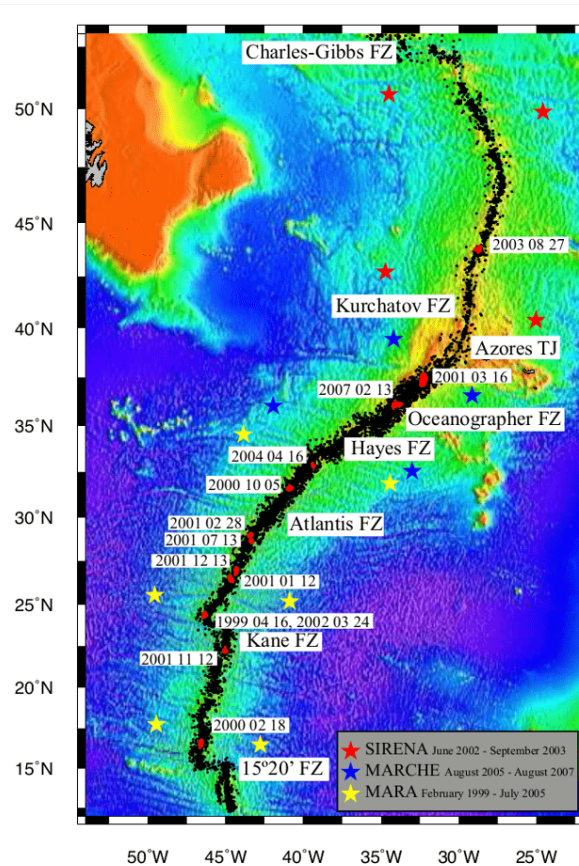 Charles-Gibbs FZ
50°N
45°N
2003 08 27
Kurchatov FZ
40°N
Azores TJ
2001 03 16
2007 02 13
Oceanographer FZ
35°N
Hayes FZ
2004 04 16
2000 10 05
2001 02 28
Atlantis FZ
30°N
2001 07 13
2001 12 13
2001 01 12
25°N
1999 04 16, 2002 03 24
Kane FZ
2001 11 12
20°N
2000 02 18
15°20' FZ
15°N
SIRENA June 2002 - September 2003
MARCHE August 2005 - August 2007
MARA February 1999 - July 2005
50°W 45°W 40°W 35°W 30°W 25°W